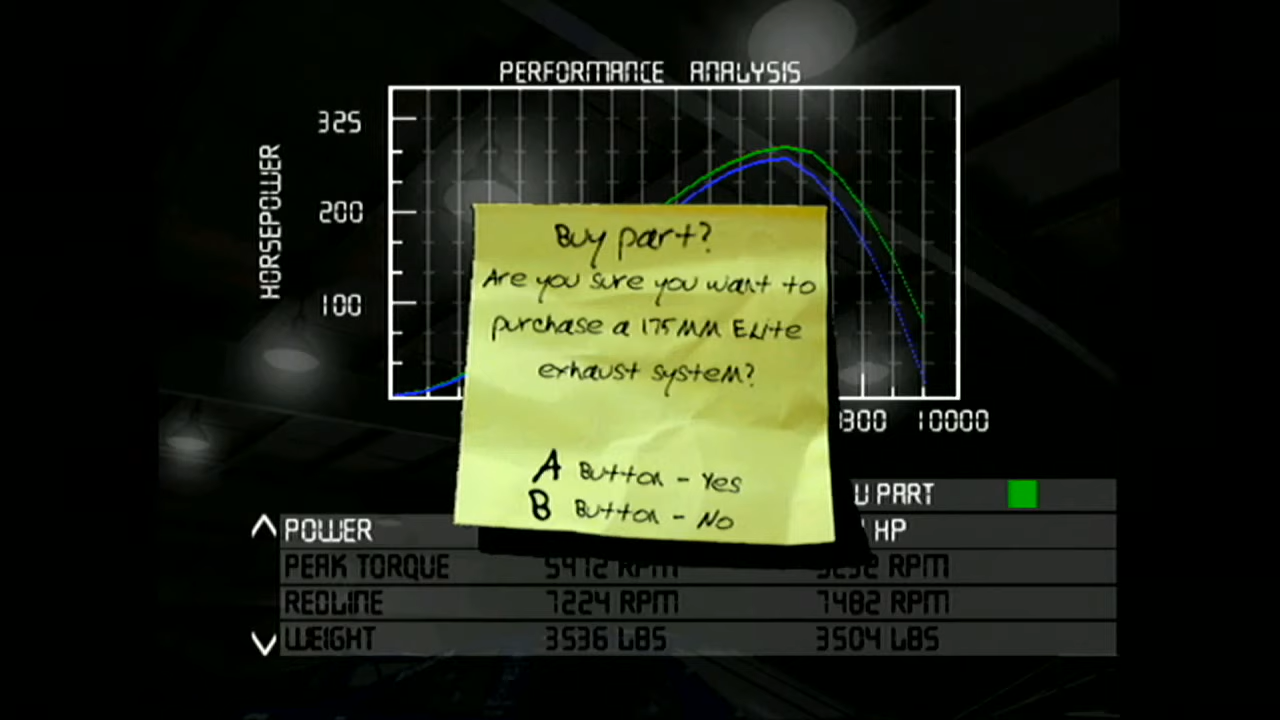 PERFORMANCE ANALYSIS
325
HORSEPOWER
200
100
Buy part?
Are you sure you want to
purchase a 175MM Elite
exhaust system?
A Button - Yes
B Button - No
10000
PART
POWER HP
PEAK TORQUE 5472 RPM RPM
REDLINE 7224 RPM 7482 RPM
WEIGHT 3536 LBS 3504 LBS